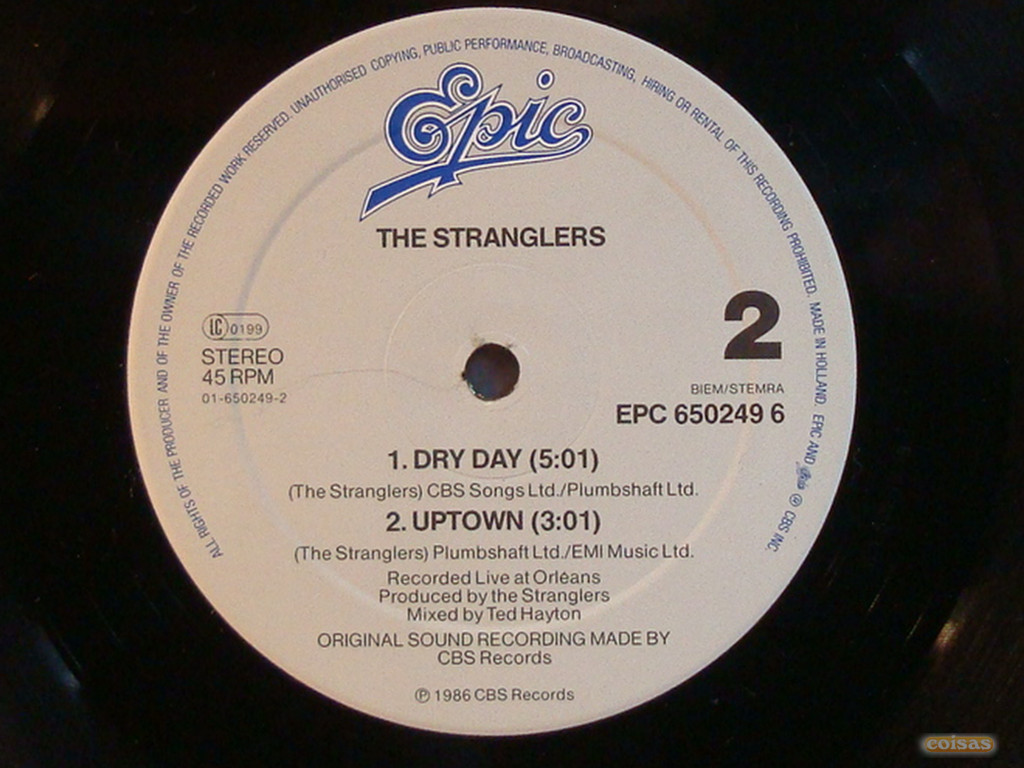 ALL RIGHTS OF THE PRODUCER AND OF THE OWNER OF THE RECORDED WORK RESERVED. UNAUTHORISED COPYING, PUBLIC PERFORMANCE, BROADCASTING, HIRING OR RENTAL OF THIS RECORDING PROHIBITED. MADE IN HOLLAND. EPIC AND Epic ® CBS INC.
Epic
THE STRANGLERS
2
LC 0199
STEREO
45 RPM
01-650249-2
BIEM/STEMRA
EPC 650249 6
1. DRY DAY (5:01)
(The Stranglers) CBS Songs Ltd./Plumbshaft Ltd.
2. UPTOWN (3:01)
(The Stranglers) Plumbshaft Ltd./EMI Music Ltd.
Recorded Live at Orléans
Produced by the Stranglers
Mixed by Ted Hayton
ORIGINAL SOUND RECORDING MADE BY
CBS Records
℗ 1986 CBS Records
coisas